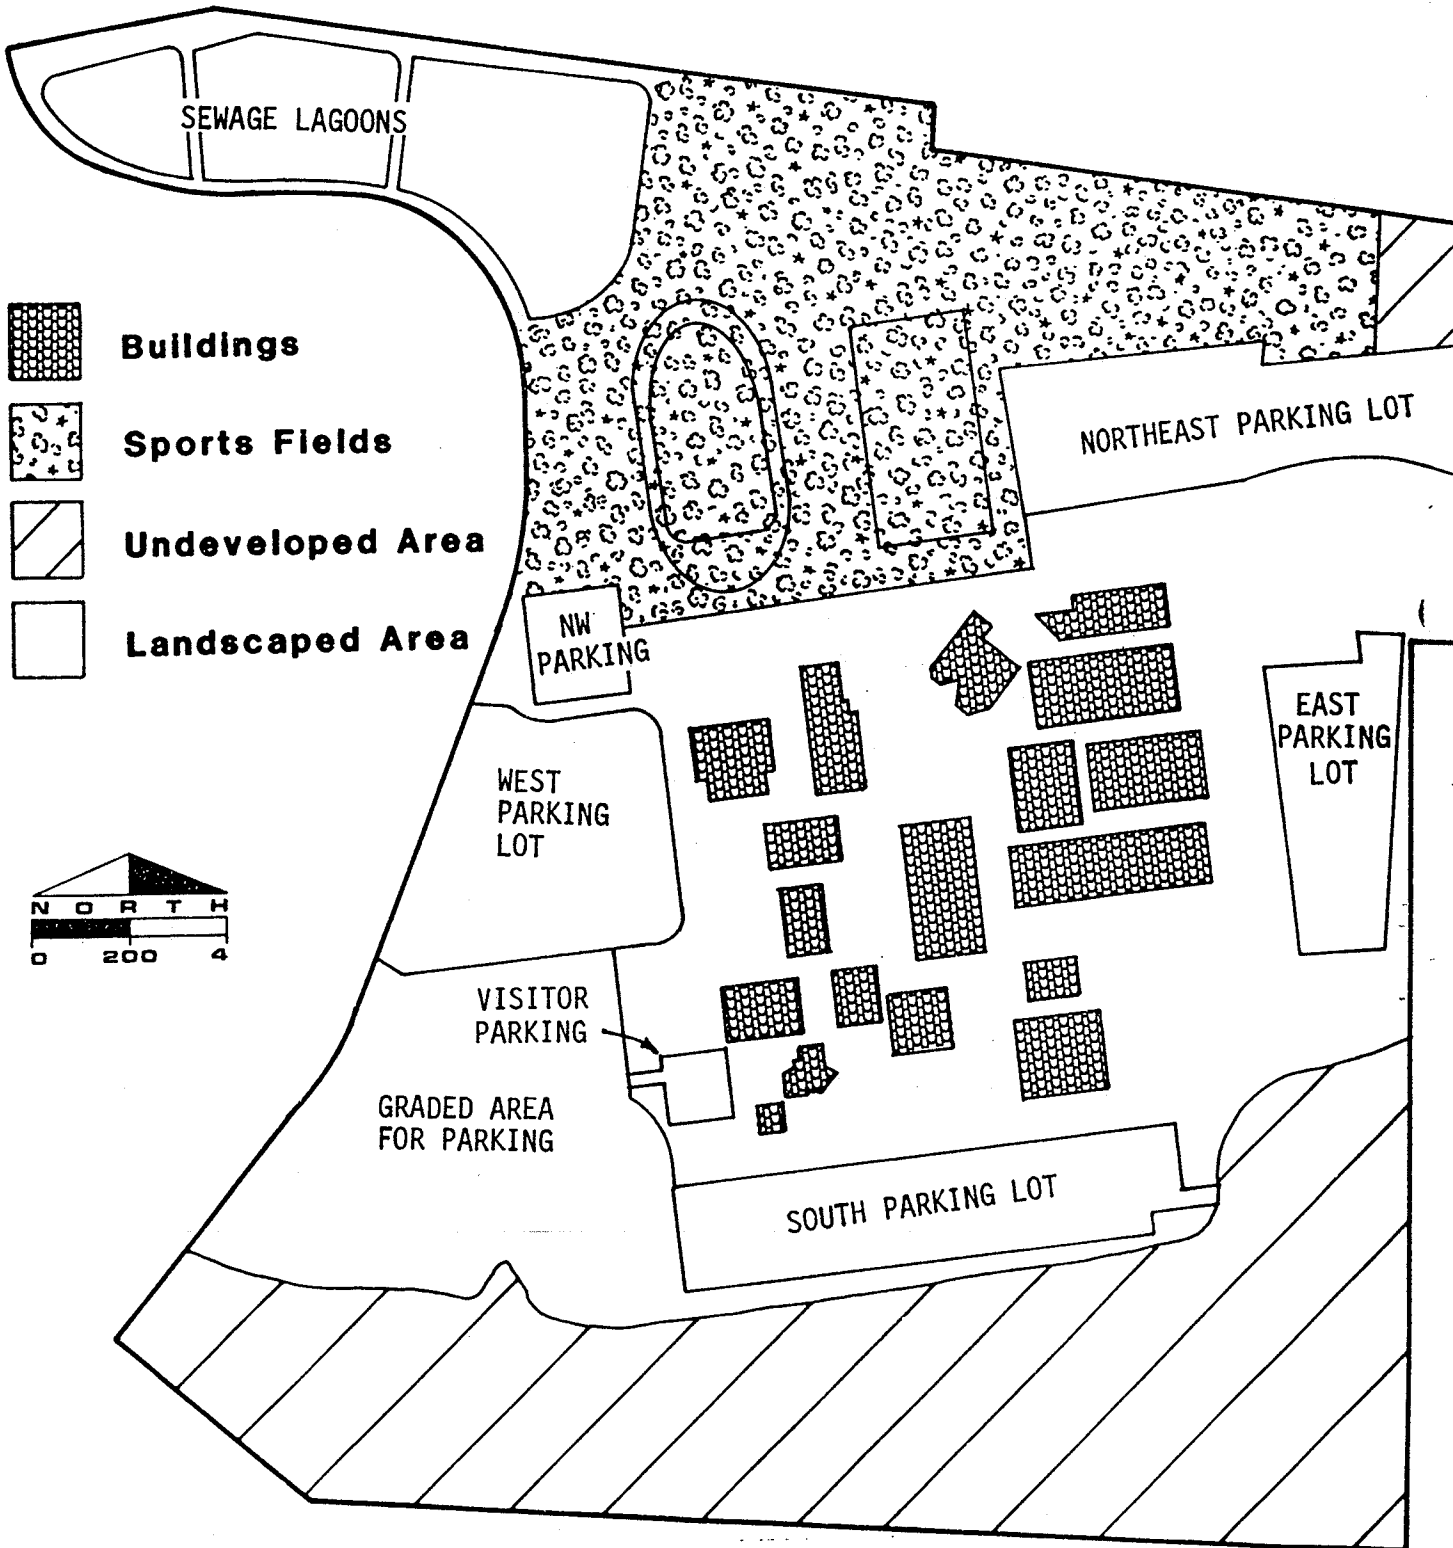 SEWAGE LAGOONS
Buildings
Sports Fields
Undeveloped Area
Landscaped Area
NORTHEAST PARKING LOT
NW
PARKING
EAST
PARKING
LOT
WEST
PARKING
LOT
NORTH
0 200 4
VISITOR
PARKING
GRADED AREA
FOR PARKING
SOUTH PARKING LOT